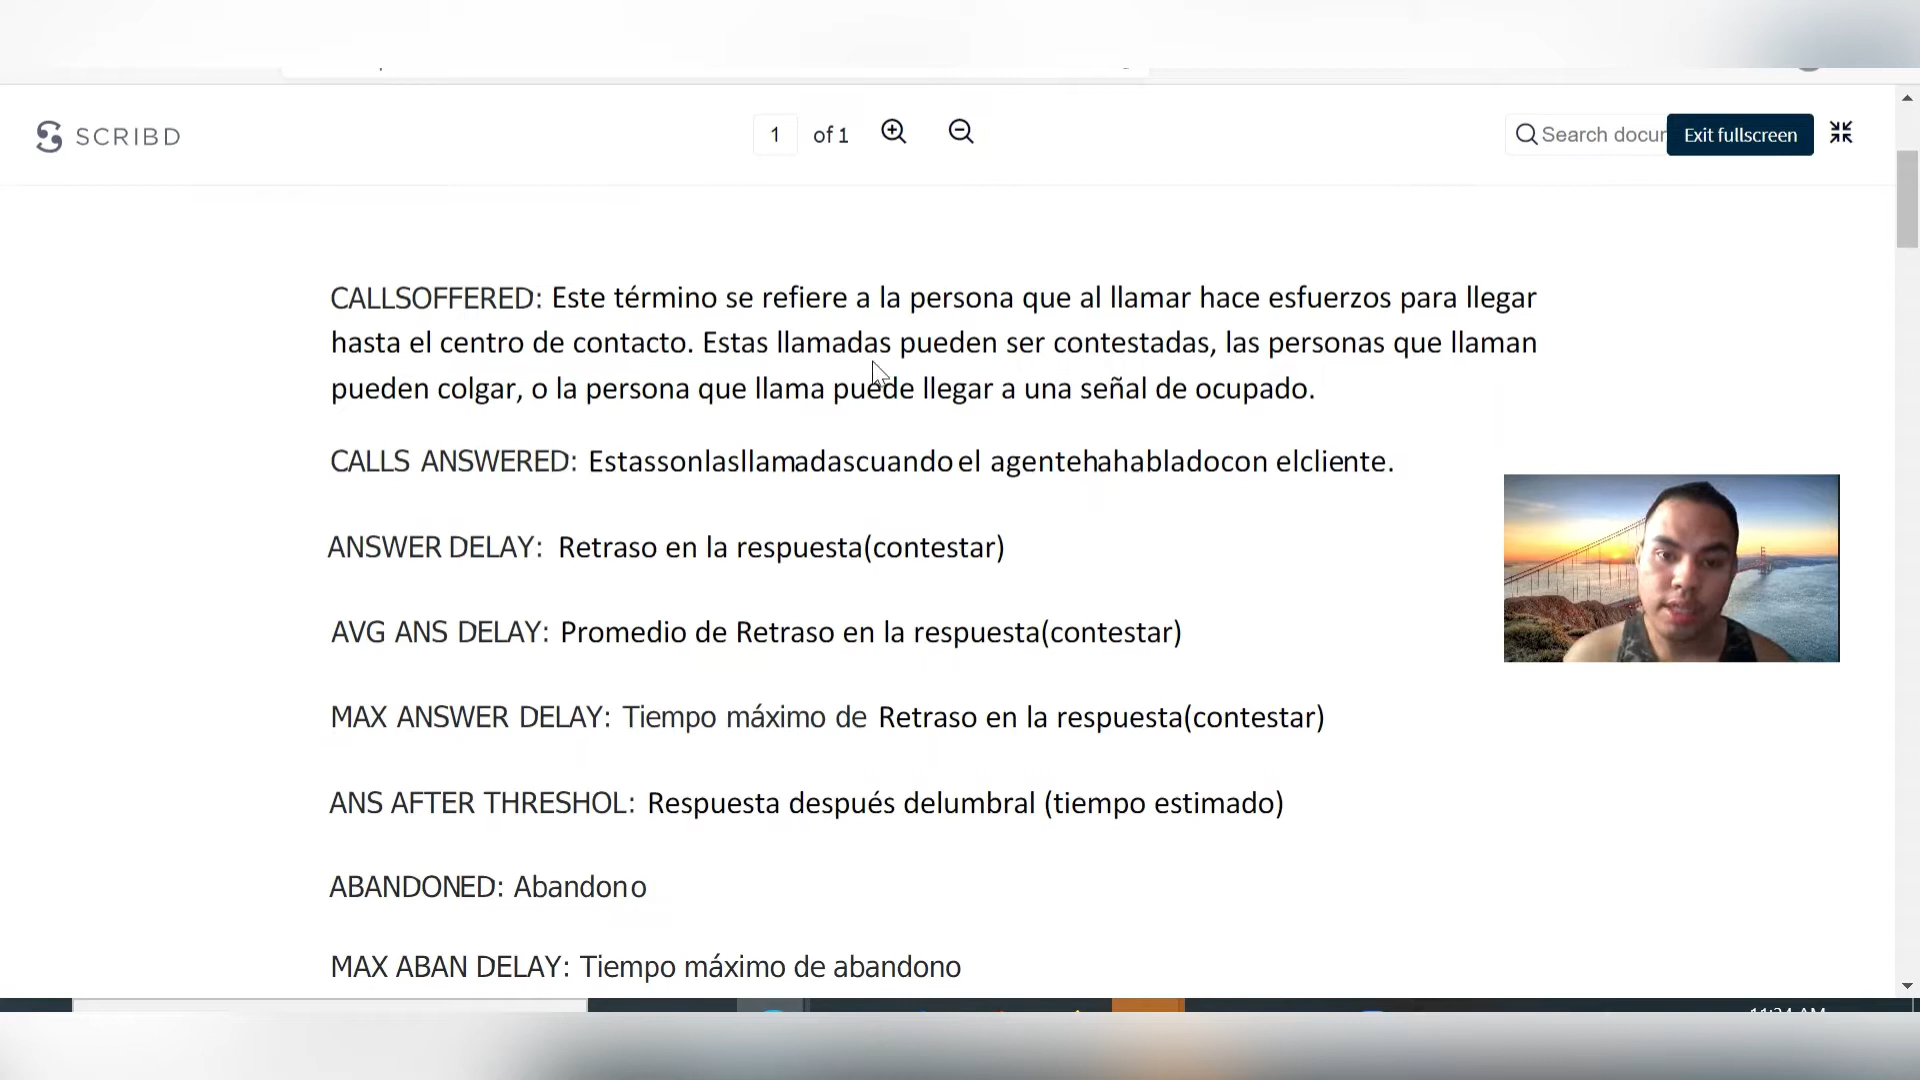 SCRIBD
1 of 1
Search docur
Exit fullscreen
CALLSOFFERED: Este término se refiere a la persona que al llamar hace esfuerzos para llegar
hasta el centro de contacto. Estas llamadas pueden ser contestadas, las personas que llaman
pueden colgar, o la persona que llama puede llegar a una señal de ocupado.
CALLS ANSWERED: Estassonlasllamadascuando el agentehahabladocon elcliente.
ANSWER DELAY: Retraso en la respuesta(contestar)
AVG ANS DELAY: Promedio de Retraso en la respuesta(contestar)
MAX ANSWER DELAY: Tiempo máximo de Retraso en la respuesta(contestar)
ANS AFTER THRESHOL: Respuesta después delumbral (tiempo estimado)
ABANDONED: Abandono
MAX ABAN DELAY: Tiempo máximo de abandono